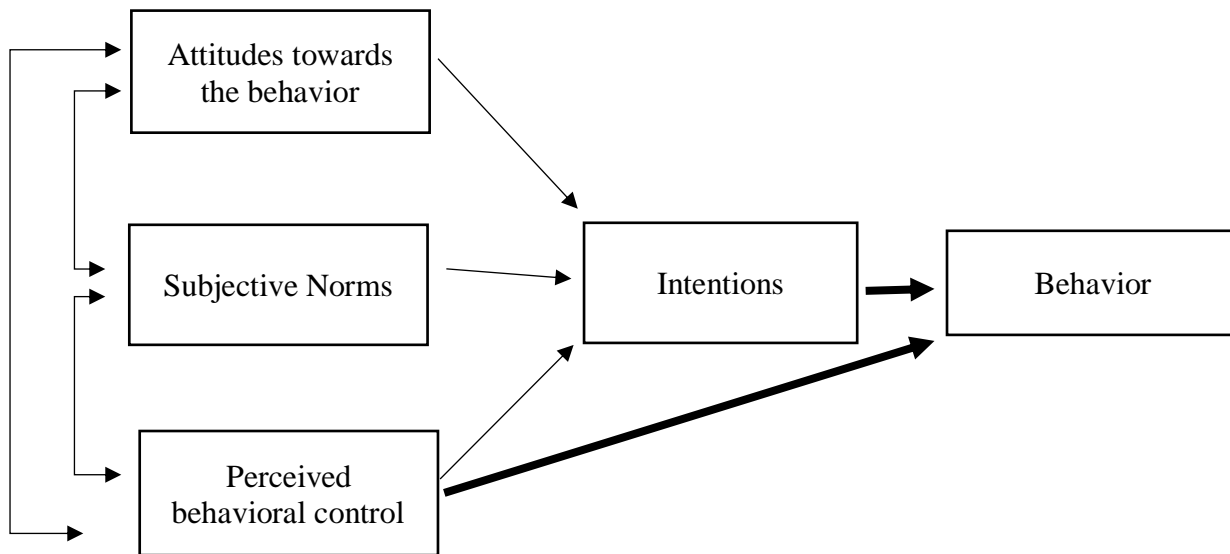 Attitudes towards
the behavior
Subjective Norms
Intentions
Behavior
Perceived
behavioral control